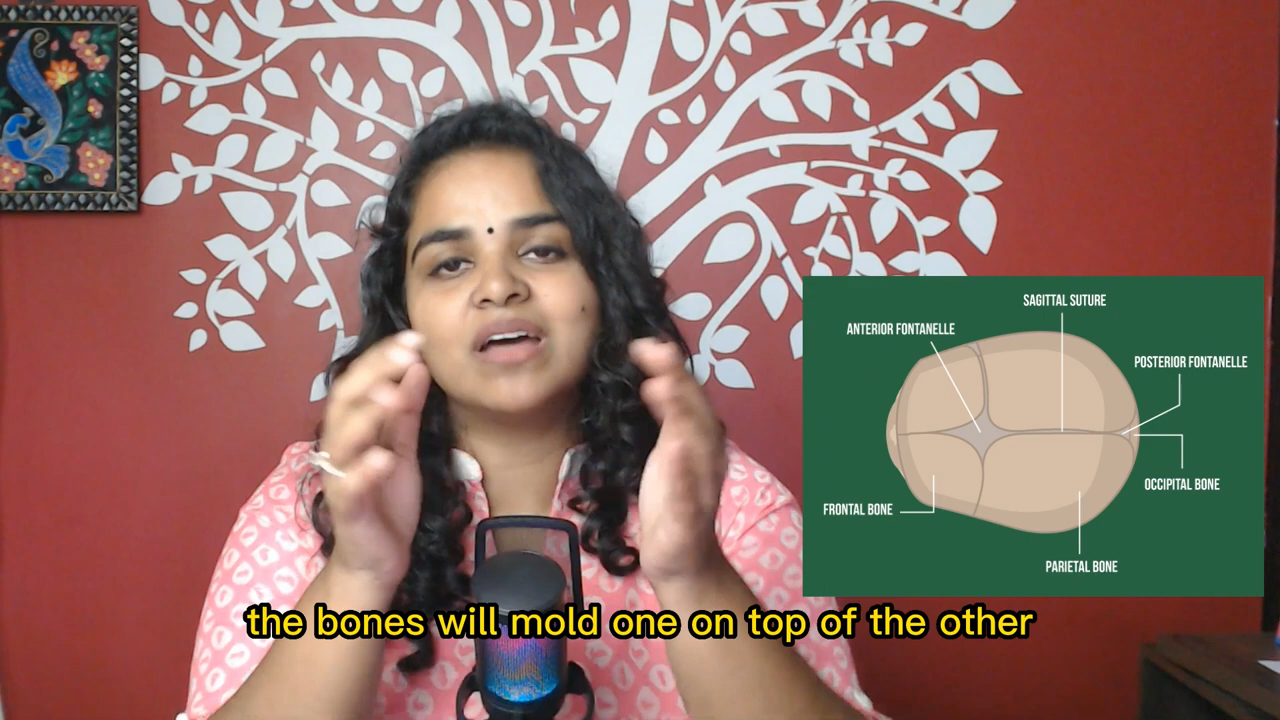 SAGITTAL SUTURE
ANTERIOR FONTANELLE
POSTERIOR FONTANELLE
OCCIPITAL BONE
FRONTAL BONE
PARIETAL BONE
the bones will mold one on top of the other